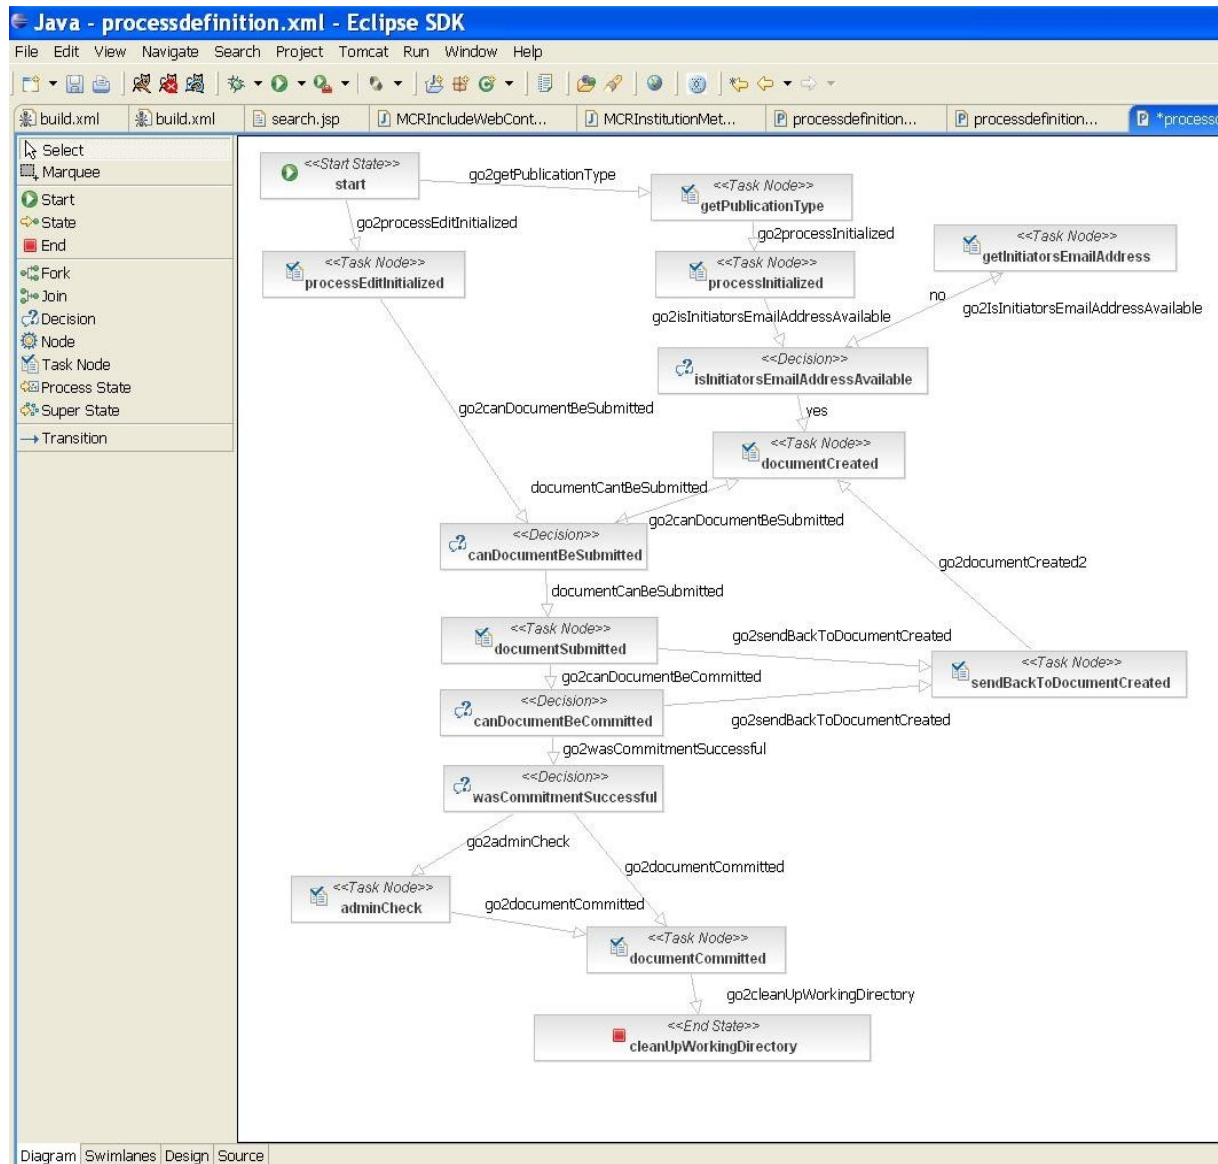 Java - processdefinition.xml - Eclipse SDK
File Edit View Navigate Search Project Tomcat Run Window Help
build.xml build.xml search.jsp MCRIncludeWebCont... MCRInstitutionMet... processdefinition... processdefinition... *process
Select
Marquee
Start
State
End
Fork
Join
Decision
Node
Task Node
Process State
Super State
Transition
<<Start State>>
start
go2getPublicationType
<<Task Node>>
getPublicationType
go2processEditInitialized
go2processInitialized
<<Task Node>>
getInitiatorsEmailAddress
<<Task Node>>
processEditInitialized
<<Task Node>>
processInitialized
no
go2isInitiatorsEmailAddressAvailable
go2IsInitiatorsEmailAddressAvailable
<<Decision>>
isInitiatorsEmailAddressAvailable
go2canDocumentBeSubmitted
yes
<<Task Node>>
documentCreated
documentCantBeSubmitted
go2canDocumentBeSubmitted
<<Decision>>
canDocumentBeSubmitted
go2documentCreated2
documentCanBeSubmitted
<<Task Node>>
documentSubmitted
go2sendBackToDocumentCreated
<<Task Node>>
sendBackToDocumentCreated
go2canDocumentBeCommitted
<<Decision>>
canDocumentBeCommitted
go2sendBackToDocumentCreated
go2wasCommitmentSuccessful
<<Decision>>
wasCommitmentSuccessful
go2adminCheck
go2documentCommitted
<<Task Node>>
adminCheck
go2documentCommitted
<<Task Node>>
documentCommitted
go2cleanUpWorkingDirectory
<<End State>>
cleanUpWorkingDirectory
Diagram Swimlanes Design Source